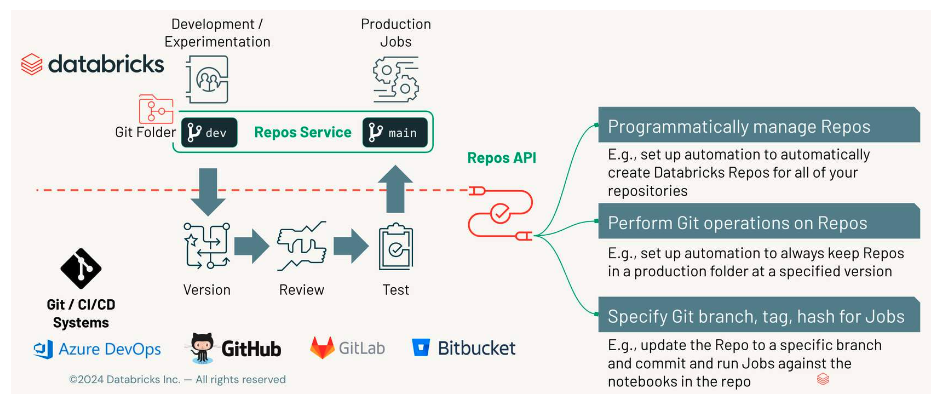 Development /
Experimentation
Production
Jobs
databricks
Git Folder
dev
Repos Service
main
Repos API
Version
Review
Test
Git / CI/CD
Systems
Azure DevOps
GitHub
GitLab
Bitbucket
©2024 Databricks Inc. — All rights reserved
Programmatically manage Repos
E.g., set up automation to automatically
create Databricks Repos for all of your
repositories
Perform Git operations on Repos
E.g., set up automation to always keep Repos
in a production folder at a specified version
Specify Git branch, tag, hash for Jobs
E.g., update the Repo to a specific branch
and commit and run Jobs against the
notebooks in the repo